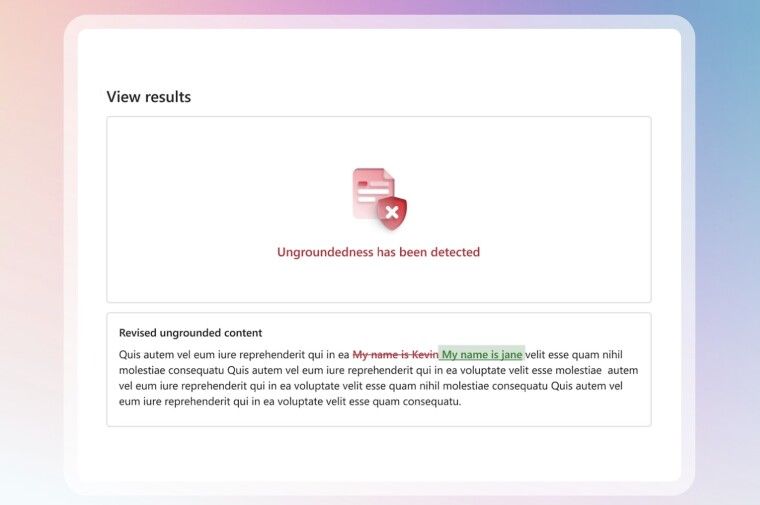 View results
Ungroundedness has been detected
Revised ungrounded content
Quis autem vel eum iure reprehenderit qui in ea My name is Kevin My name is jane velit esse quam nihil
molestiae consequatu Quis autem vel eum iure reprehenderit qui in ea voluptate velit esse molestiae autem
vel eum iure reprehenderit qui in ea voluptate velit esse quam nihil molestiae consequatu Quis autem vel
eum iure reprehenderit qui in ea voluptate velit esse quam consequatu.